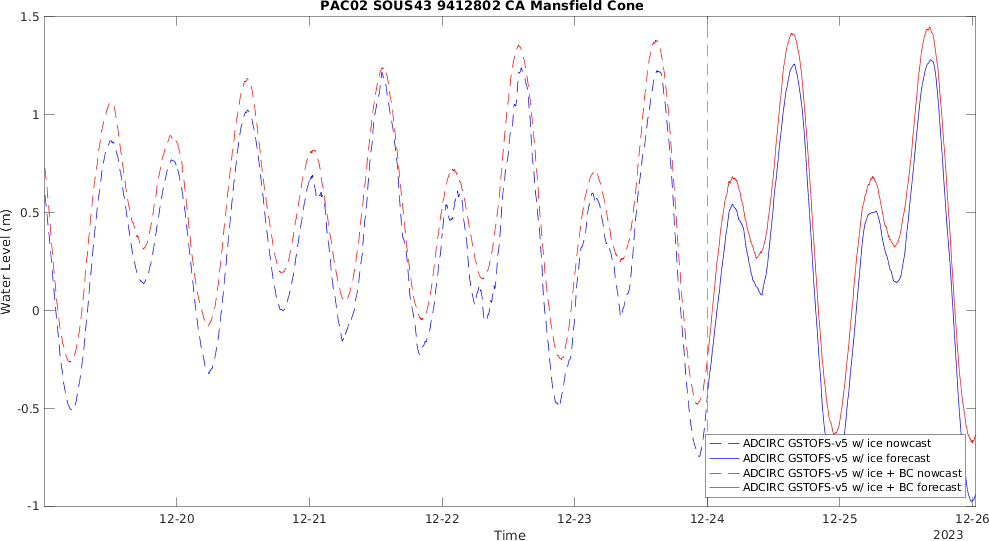 PAC02 SOUS43 9412802 CA Mansfield Cone
1.5
1
0.5
0
-0.5
-1
Water Level (m)
ADCIRC GSTOFS-v5 w/ ice nowcast
ADCIRC GSTOFS-v5 w/ ice forecast
ADCIRC GSTOFS-v5 w/ ice + BC nowcast
ADCIRC GSTOFS-v5 w/ ice + BC forecast
12-20 12-21 12-22 12-23 12-24 12-25 12-26
Time
2023